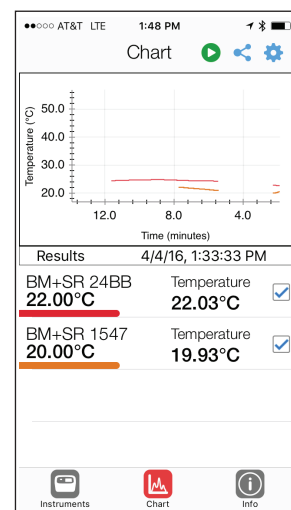 AT&T LTE 1:48 PM
Chart
Temperature (°C)
50.0
40.0
30.0
20.0
12.0 8.0 4.0
Time (minutes)
Results 4/4/16, 1:33:33 PM
BM+SR 24BB Temperature
22.00°C 22.03°C
BM+SR 1547 Temperature
20.00°C 19.93°C
Instruments Chart Info